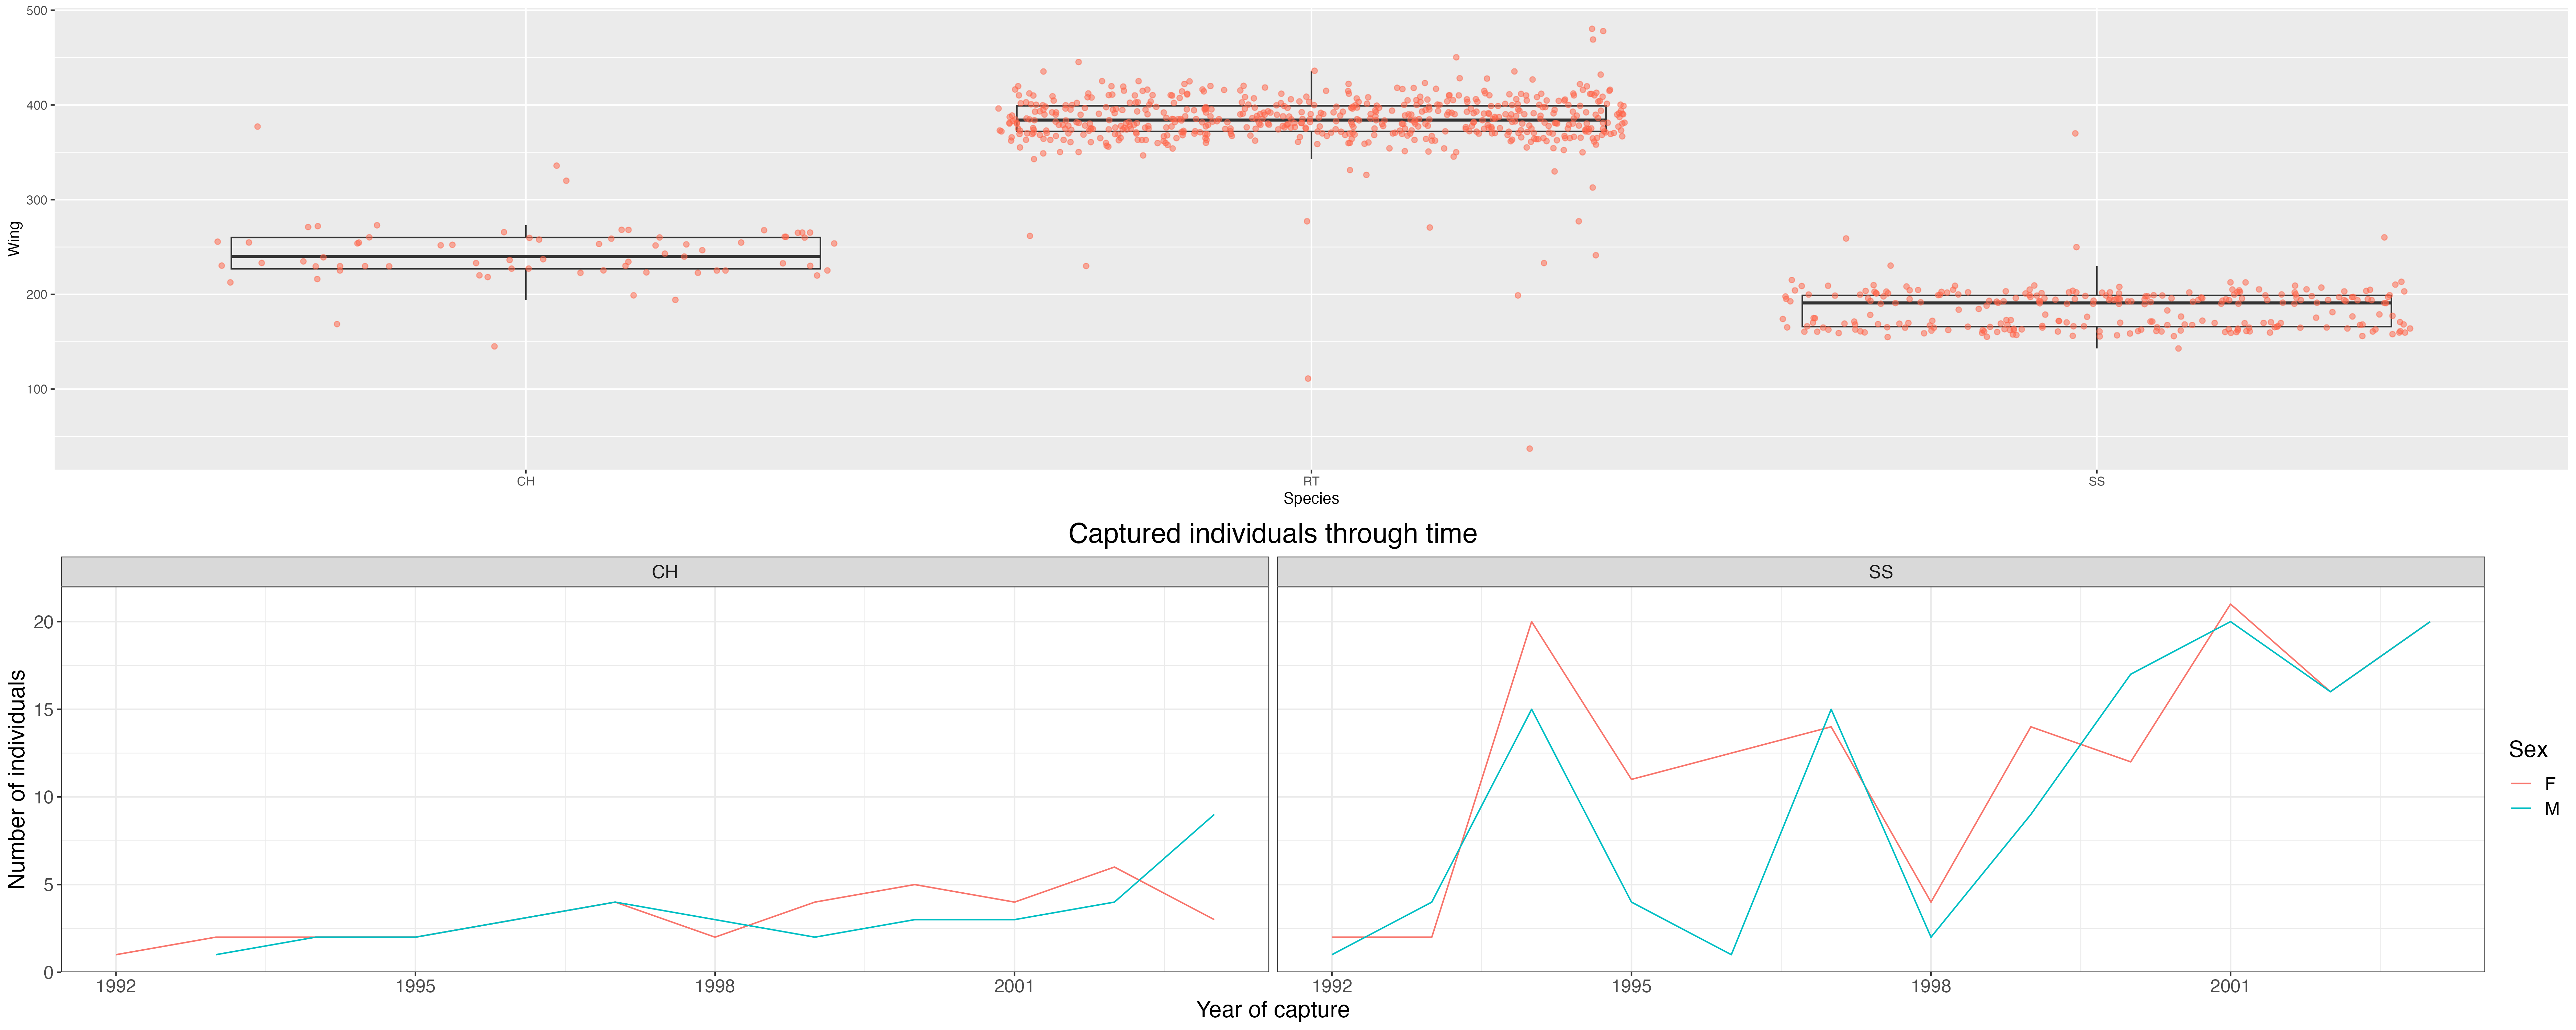 500
400
300
200
100
Wing
CH RT SS
Species
Captured individuals through time
CH SS
20
15
10
5
0
Number of individuals
1992 1995 1998 2001 1992 1995 1998 2001
Year of capture
Sex
F
M